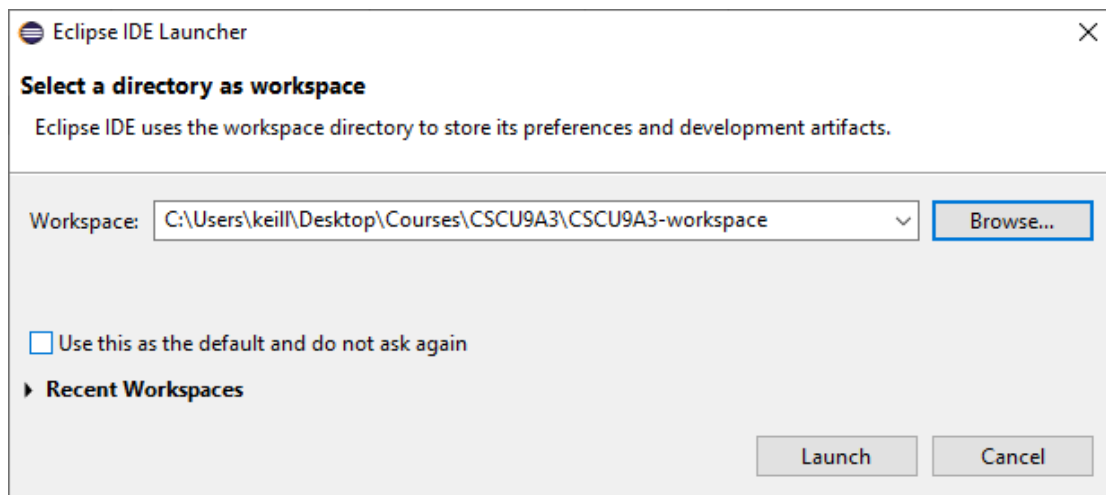 Eclipse IDE Launcher
Select a directory as workspace
Eclipse IDE uses the workspace directory to store its preferences and development artifacts.
Workspace: C:\Users\keill\Desktop\Courses\CSCU9A3\CSCU9A3-workspace Browse...
Use this as the default and do not ask again
Recent Workspaces
Launch Cancel